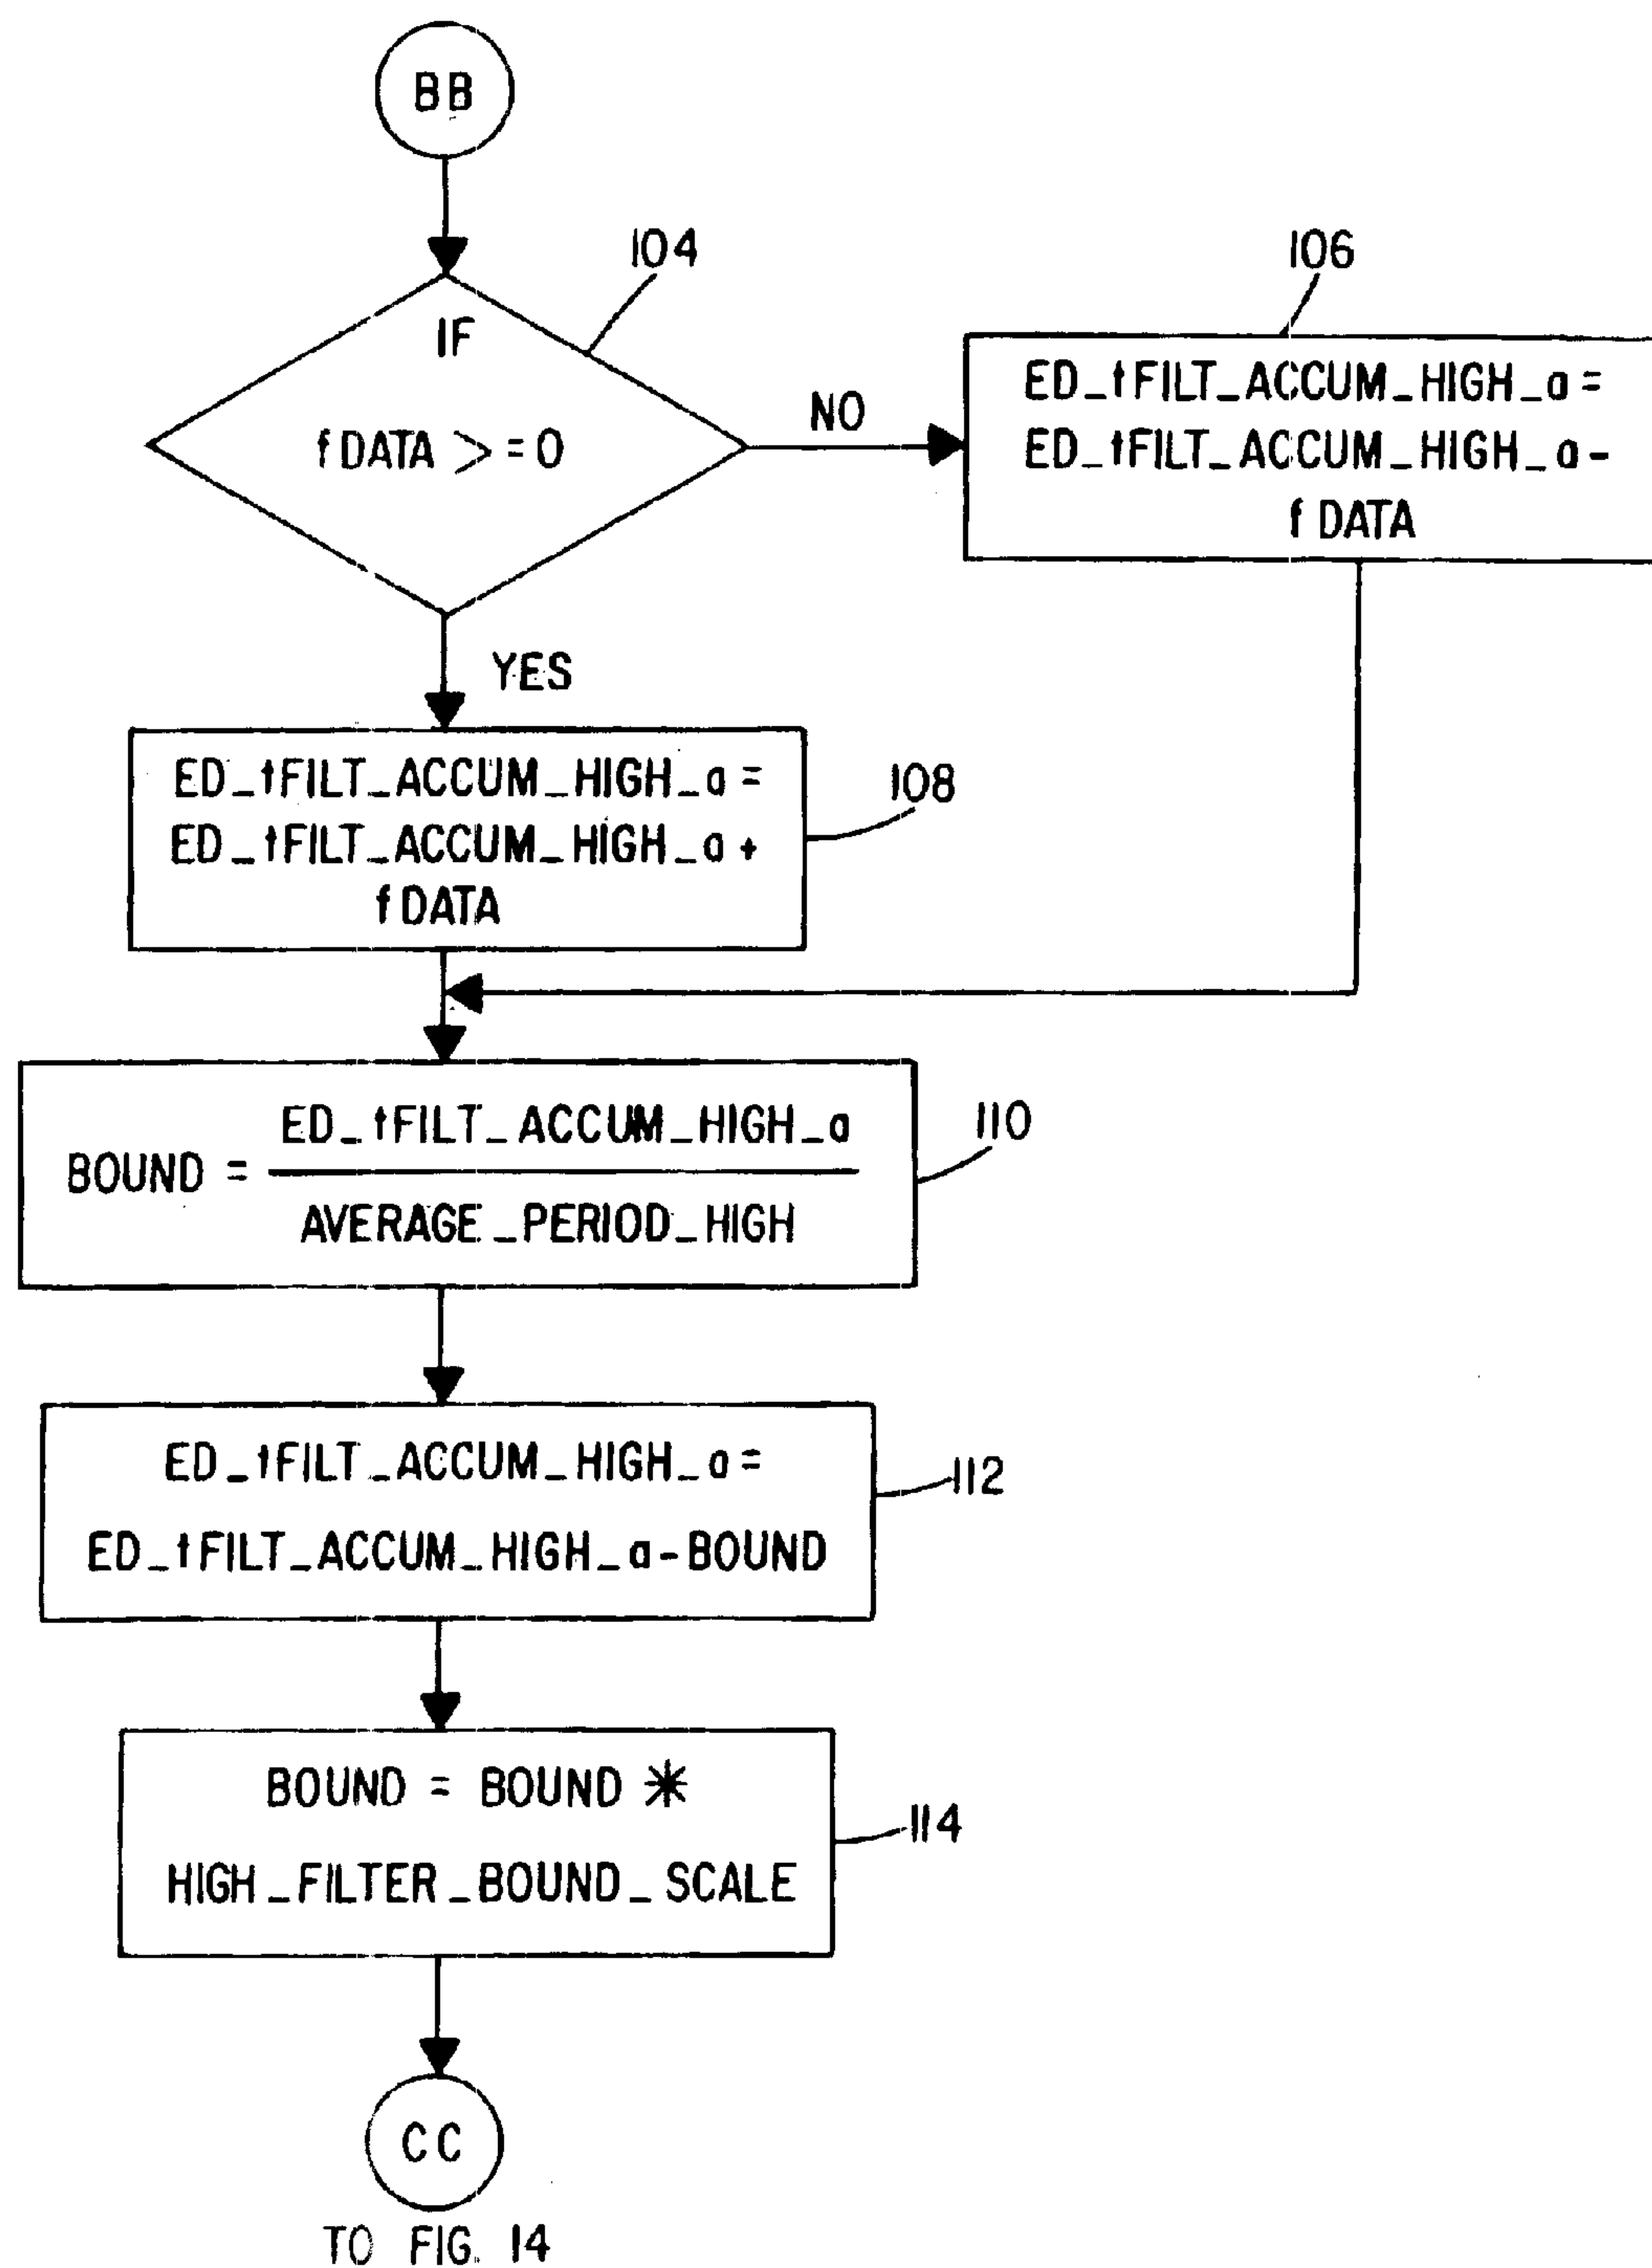 BB
104
106
IF
f DATA >=0
NO
ED_tFILT_ACCUM_HIGH_a =
ED_tFILT_ACCUM_HIGH_a-
f DATA
YES
ED_tFILT_ACCUM_HIGH_a =
ED_tFILT_ACCUM_HIGH_a +
f DATA
108
ED_tFILT_ACCUM_HIGH_a
BOUND =
AVERAGE_PERIOD_HIGH
110
ED_tFILT_ACCUM_HIGH_a =
ED_tFILT_ACCUM_HIGH_a-BOUND
112
BOUND = BOUND *
HIGH_FILTER_BOUND_SCALE
114
CC
TO FIG. 14